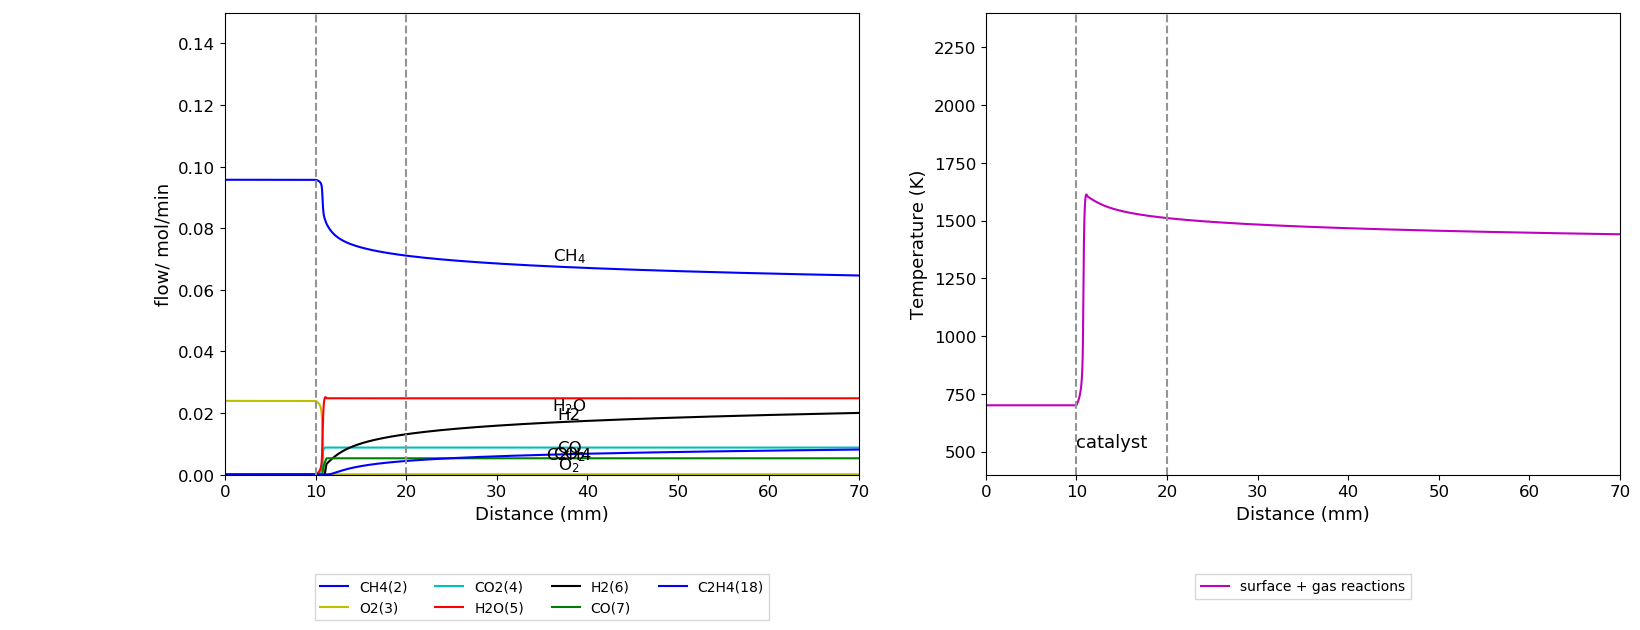 0.14
0.12
0.10
0.08
0.06
0.04
0.02
0.00
flow/ mol/min
CH4
H2O
H2
CO
O2
0 10 20 30 40 50 60 70
Distance (mm)
CH4(2) CO2(4) H2(6) C2H4(18)
O2(3) H2O(5) CO(7)
2250
2000
1750
1500
1250
1000
750
500
Temperature (K)
catalyst
0 10 20 30 40 50 60 70
Distance (mm)
surface + gas reactions